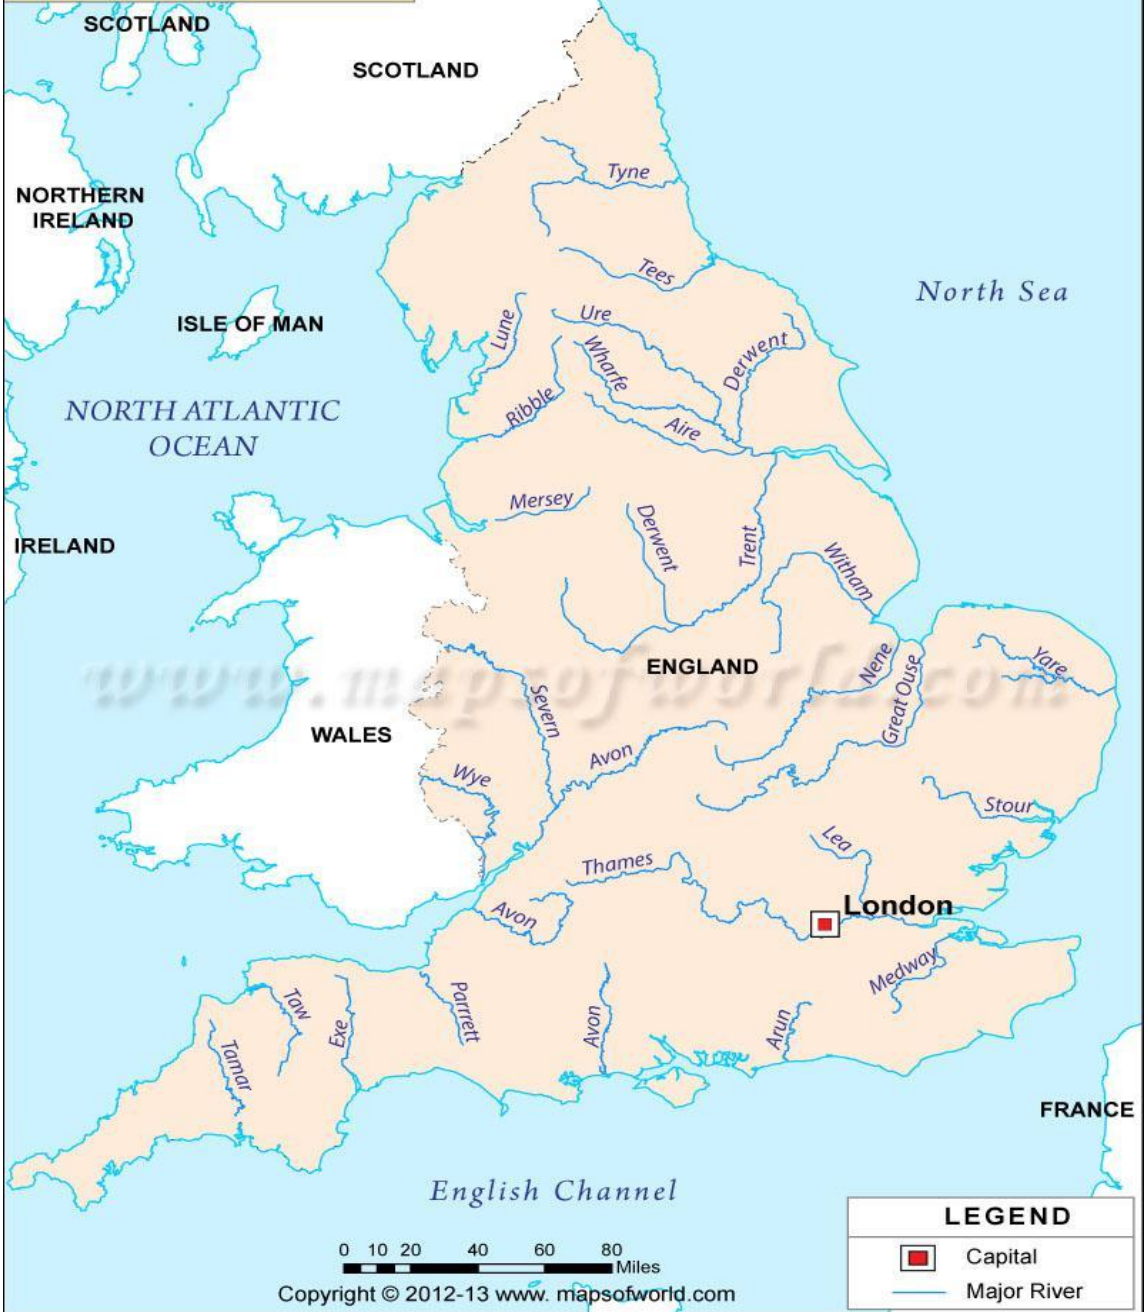 SCOTLAND
SCOTLAND
Tyne
NORTHERN
IRELAND
Tees
North Sea
ISLE OF MAN
Lune
Ure
Wharfe
Derwent
NORTH ATLANTIC
OCEAN
Ribble
Aire
Mersey
Derwent
Trent
IRELAND
Witham
www.mapsofworld.com
ENGLAND
Nene
Great Ouse
Yare
Severn
WALES
Avon
Wye
Stour
Lea
Thames
London
Avon
Medway
Taw
Exe
Parrrett
Avon
Arun
Tamar
FRANCE
English Channel
LEGEND
Capital
Major River
0 10 20 40 60 80
Miles
Copyright © 2012-13 www. mapsofworld.com